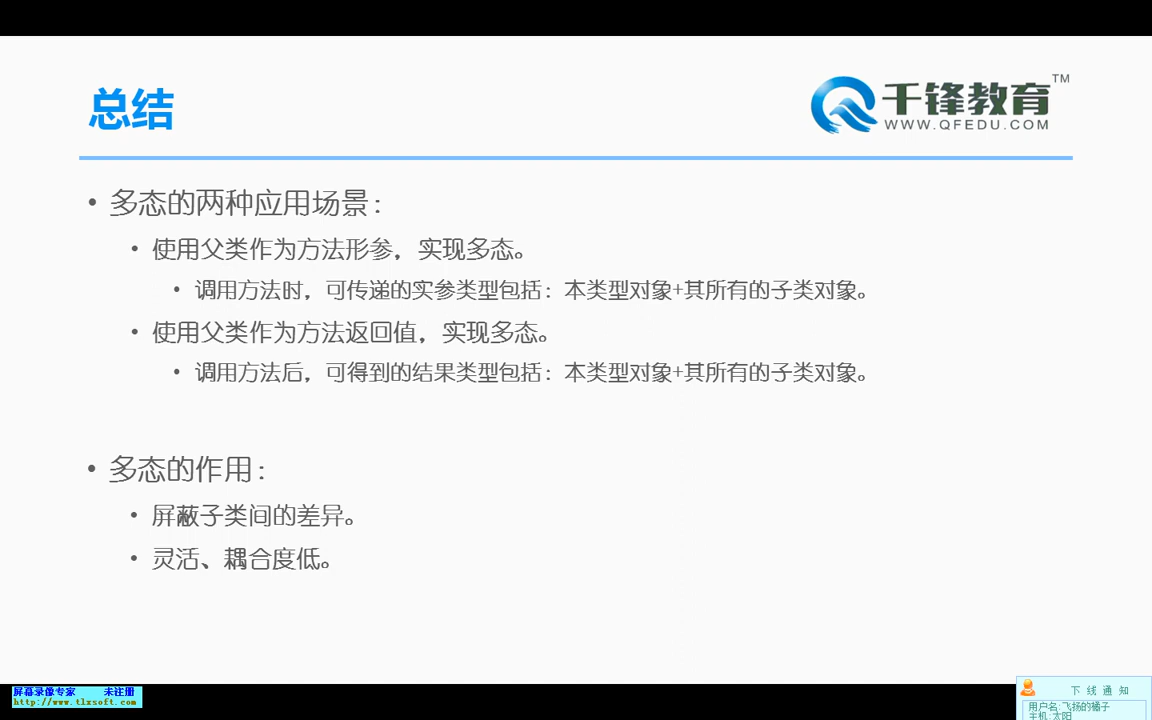 总结
千锋教育 TM
WWW.QFEDU.COM
• 多态的两种应用场景：
• 使用父类作为方法形参，实现多态。
• 调用方法时，可传递的实参类型包括：本类型对象+其所有的子类对象。
• 使用父类作为方法返回值，实现多态。
• 调用方法后，可得到的结果类型包括：本类型对象+其所有的子类对象。
• 多态的作用：
• 屏蔽子类间的差异。
• 灵活、耦合度低。
屏幕录像专家 未注册
http://www.tlxsoft.com
下线通知
用户名:飞扬的橘子
主机:太阳